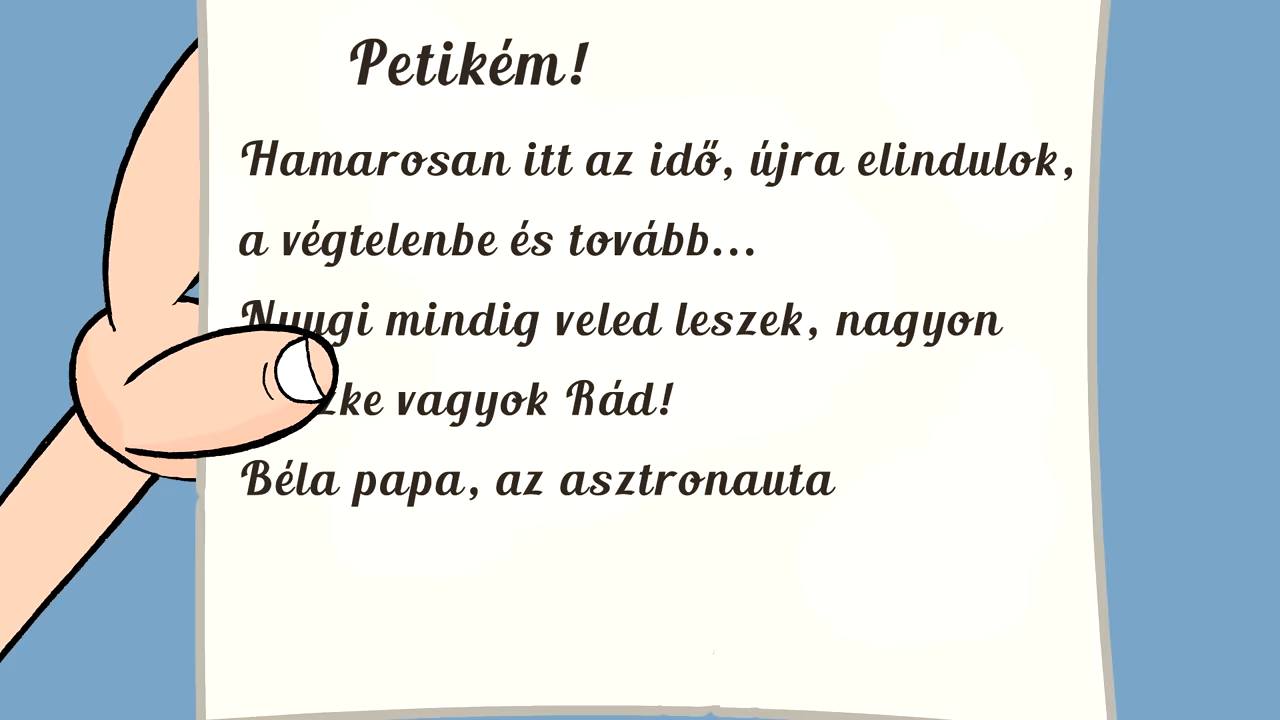 Petikém!
Hamarosan itt az idő, újra elindulok,
a végtelenbe és tovább...
Nyugi mindig veled leszek, nagyon
vagyok Rád!
Béla papa, az asztronauta